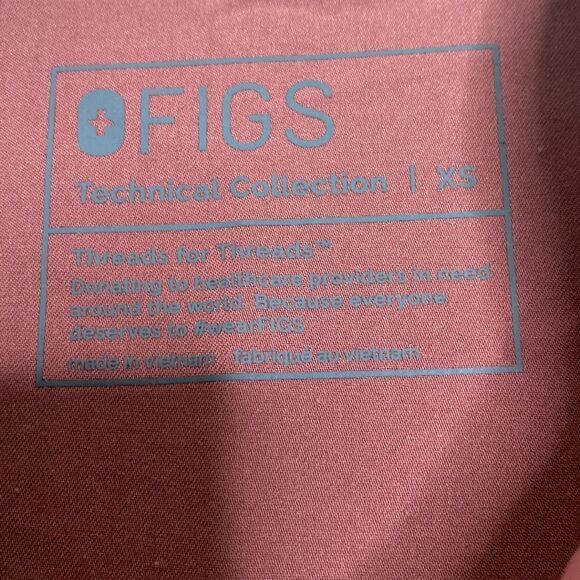 FIGS
Technical Collection | XS
Threads for Threads™
Donating to healthcare providers in need
around the world. Because everyone
deserves to #wearFIGS
made in vietnam fabriqué au vietnam